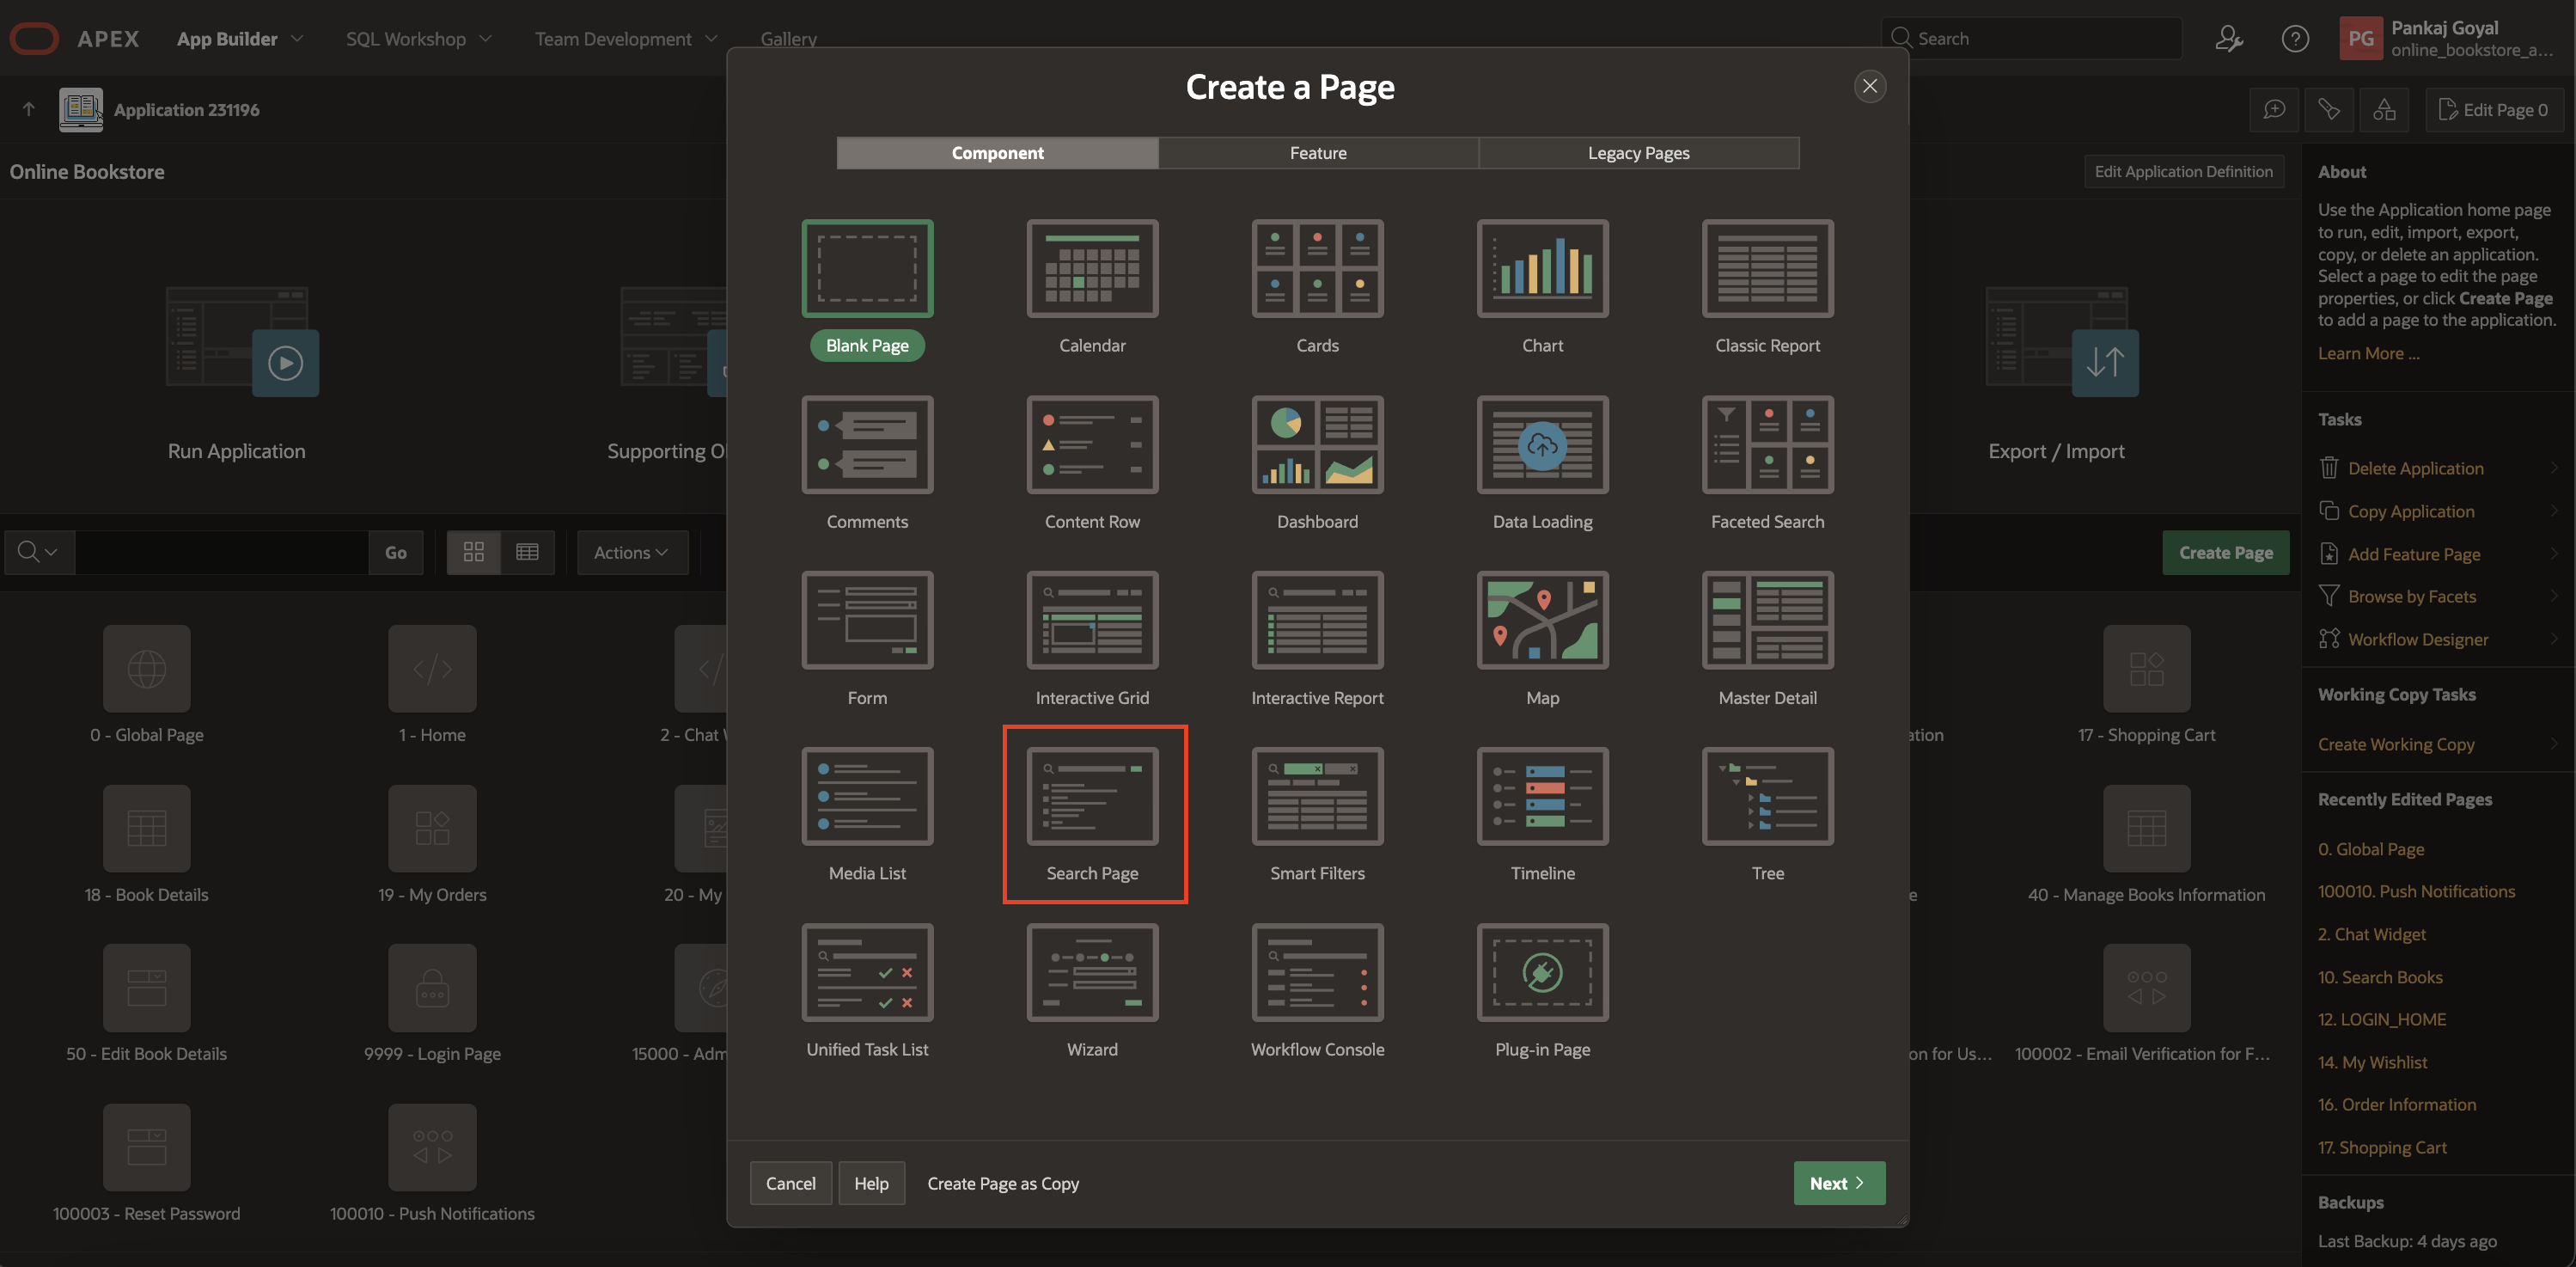 APEX
App Builder
SQL Workshop
Team Development
Gallery
Search
PG
Pankaj Goyal
online_bookstore_a...
Application 231196
Edit Page 0
Online Bookstore
Edit Application Definition
Run Application
Supporting O
Export / Import
Go
Actions
Create Page
0 - Global Page
1 - Home
2 - Chat
17 - Shopping Cart
18 - Book Details
19 - My Orders
20 - My
40 - Manage Books Information
50 - Edit Book Details
9999 - Login Page
15000 - Adm
on for Us...
100002 - Email Verification for F...
100003 - Reset Password
100010 - Push Notifications
Create a Page
Component
Feature
Legacy Pages
Blank Page
Calendar
Cards
Chart
Classic Report
Comments
Content Row
Dashboard
Data Loading
Faceted Search
Form
Interactive Grid
Interactive Report
Map
Master Detail
Media List
Search Page
Smart Filters
Timeline
Tree
Unified Task List
Wizard
Workflow Console
Plug-in Page
Cancel
Help
Create Page as Copy
Next
About
Use the Application home page
to run, edit, import, export,
copy, or delete an application.
Select a page to edit the page
properties, or click Create Page
to add a page to the application.
Learn More ...
Tasks
Delete Application
Copy Application
Add Feature Page
Browse by Facets
Workflow Designer
Working Copy Tasks
Create Working Copy
Recently Edited Pages
0. Global Page
100010. Push Notifications
2. Chat Widget
10. Search Books
12. LOGIN_HOME
14. My Wishlist
16. Order Information
17. Shopping Cart
Backups
Last Backup: 4 days ago